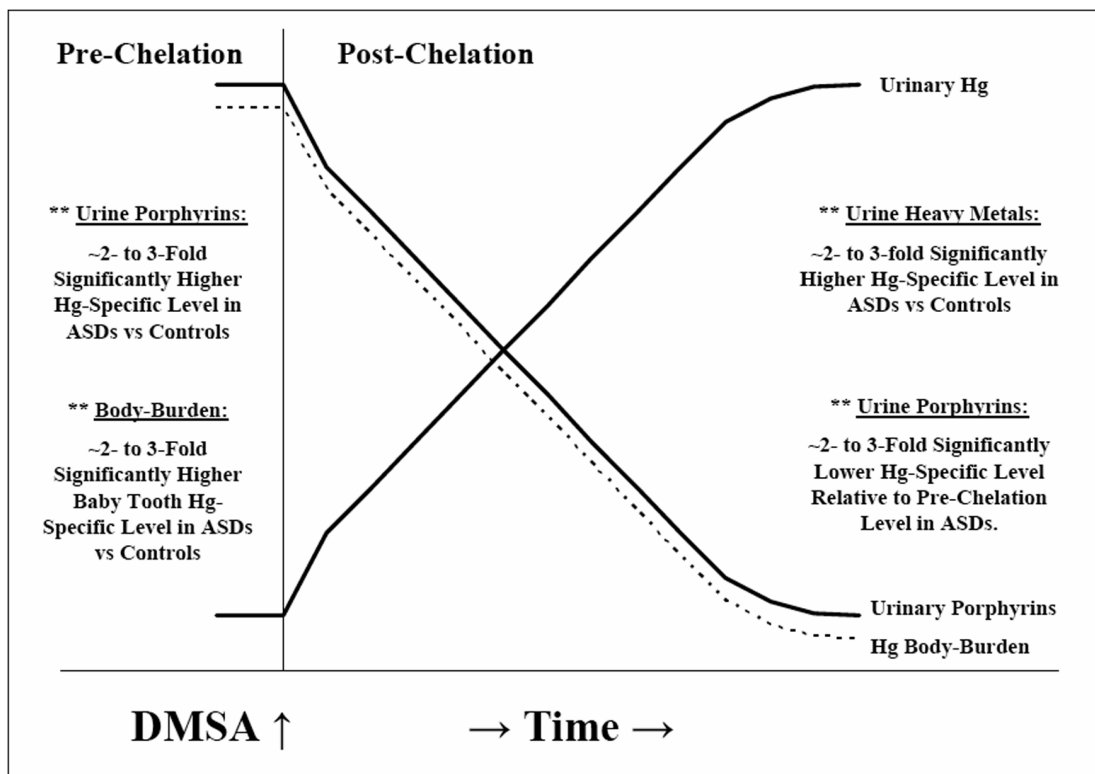 Pre-Chelation
Post-Chelation
Urinary Hg
** Urine Porphyrins:
~2- to 3-Fold
Significantly Higher
Hg-Specific Level in
ASDs vs Controls
** Body-Burden:
~2- to 3-Fold
Significantly Higher
Baby Tooth Hg-
Specific Level in ASDs
vs Controls
** Urine Heavy Metals:
~2- to 3-fold Significantly
Higher Hg-Specific Level in
ASDs vs Controls
** Urine Porphyrins:
~2- to 3-Fold Significantly
Lower Hg-Specific Level
Relative to Pre-Chelation
Level in ASDs.
Urinary Porphyrins
Hg Body-Burden
DMSA ↑
→ Time →